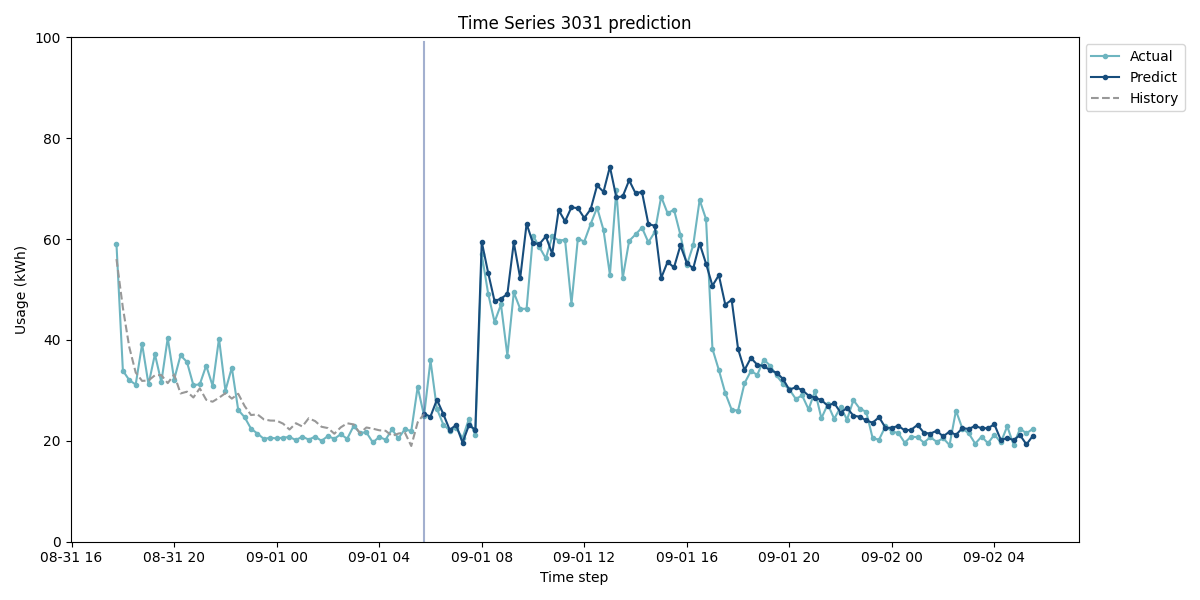 Time Series 3031 prediction
100
80
60
40
20
0
Usage (kWh)
08-31 16
08-31 20
09-01 00
09-01 04
09-01 08
09-01 12
09-01 16
09-01 20
09-02 00
09-02 04
Time step
Actual
Predict
History